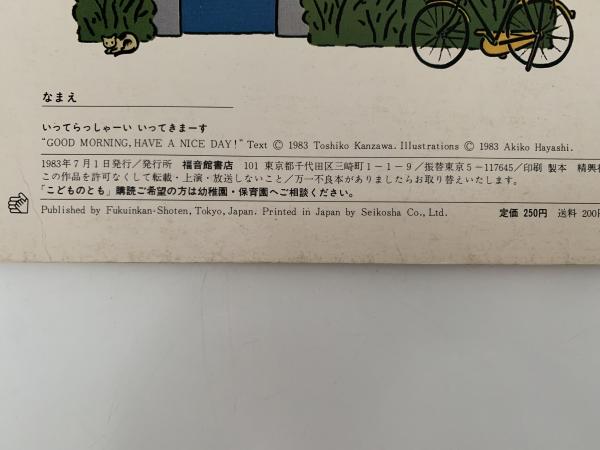 なまえ
いってらっしゃーい いってきまーす
"GOOD MORNING, HAVE A NICE DAY!" Text © 1983 Toshiko Kanzawa. Illustrations © 1983 Akiko Hayashi.
1983年7月1日発行/発行所 福音館書店 101 東京都千代田区三崎町1-1-9/振替東京5-117645/印刷 製本 精興
この作品を許可なくして転載・上演・放送しないこと/万一不良本がありましたらお取り替えいたします。
「こどものとも」購読ご希望の方は幼稚園・保育園へご相談ください。
Published by Fukuinkan-Shoten, Tokyo, Japan. Printed in Japan by Seikosha Co., Ltd. 定価 250円 送料 200円